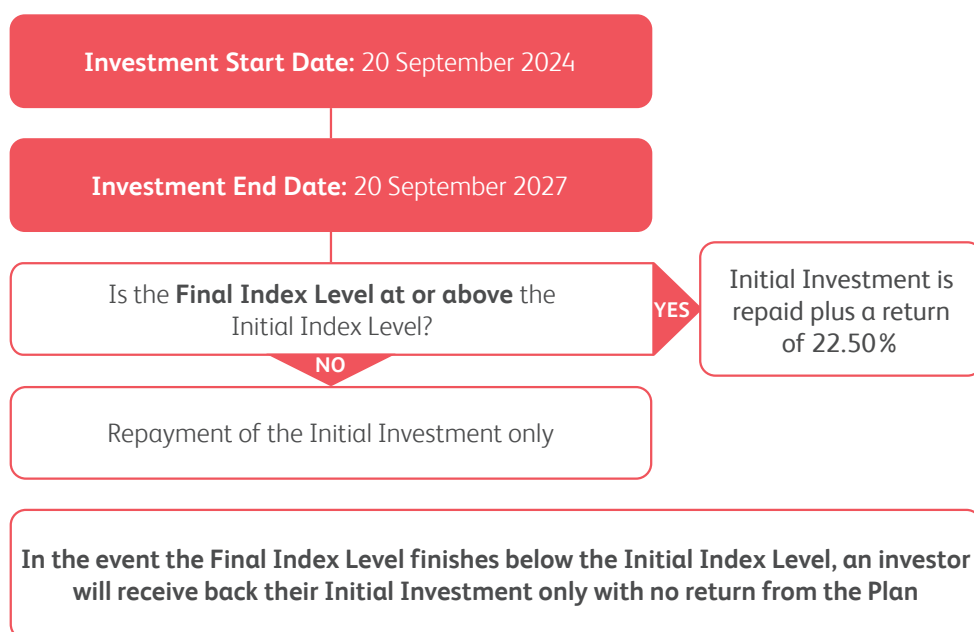 Investment Start Date: 20 September 2024
Investment End Date: 20 September 2027
Is the Final Index Level at or above the
Initial Index Level?
YES
Initial Investment is
repaid plus a return
of 22.50%
NO
Repayment of the Initial Investment only
In the event the Final Index Level finishes below the Initial Index Level, an investor
will receive back their Initial Investment only with no return from the Plan